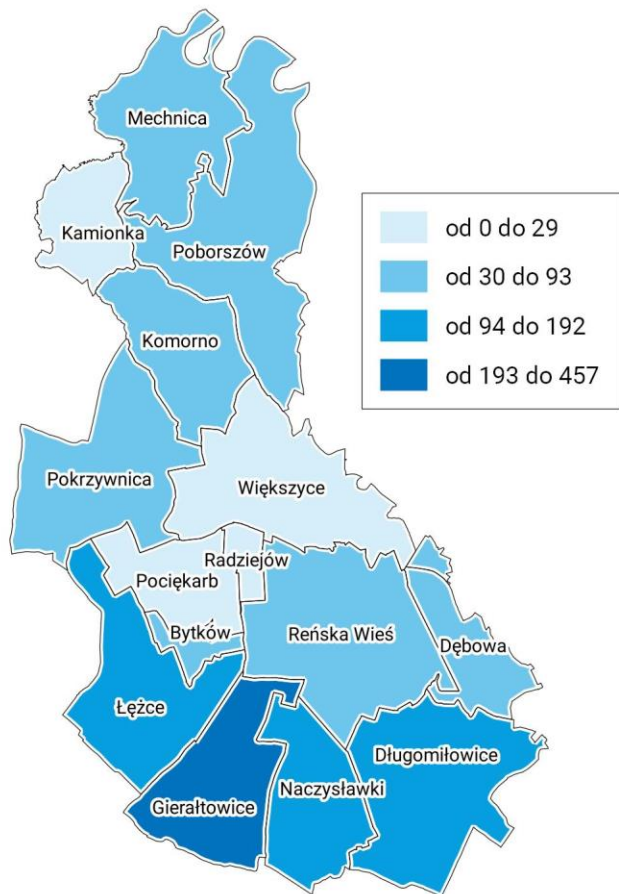 Mechnica
Kamionka
Poborszów
od 0 do 29
od 30 do 93
od 94 do 192
od 193 do 457
Komorno
Pokrzywnica
Większyce
Radziejów
Pociękarb
Bytków
Reńska Wieś
Dębowa
Łężce
Długomiłowice
Naczysławki
Gierałtowice